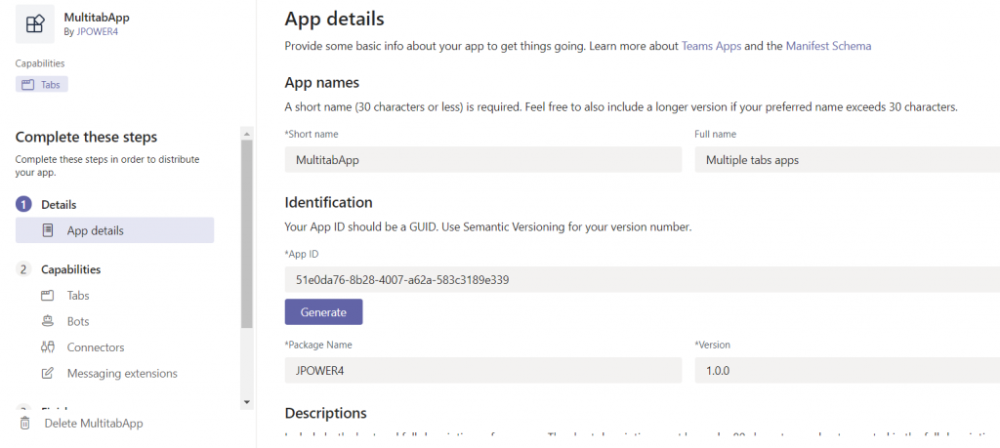 MultitabApp
By JPOWER4
Capabilities
Tabs
Complete these steps
Complete these steps in order to distribute
your app.
1 Details
App details
2 Capabilities
Tabs
Bots
Connectors
Messaging extensions
Delete MultitabApp
App details
Provide some basic info about your app to get things going. Learn more about Teams Apps and the Manifest Schema
App names
A short name (30 characters or less) is required. Feel free to also include a longer version if your preferred name exceeds 30 characters.
*Short name Full name
MultitabApp Multiple tabs apps
Identification
Your App ID should be a GUID. Use Semantic Versioning for your version number.
*App ID
51e0da76-8b28-4007-a62a-583c3189e339
Generate
*Package Name *Version
JPOWER4 1.0.0
Descriptions